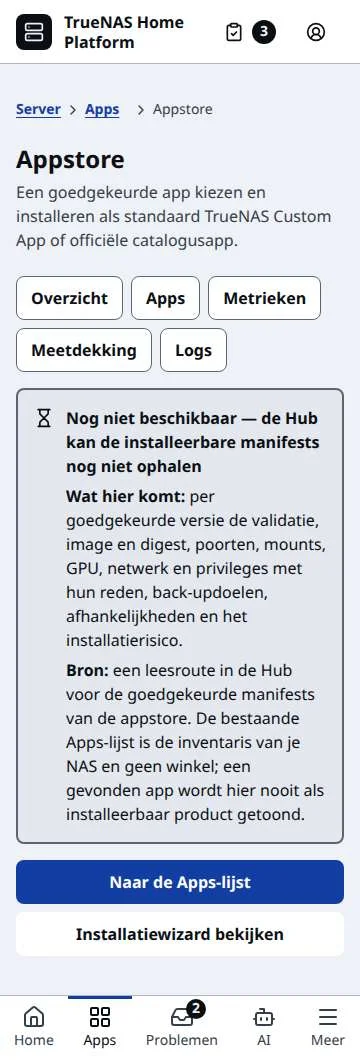 TrueNAS Home
Platform
3
Server > Apps > Appstore
Appstore
Een goedgekeurde app kiezen en
installeren als standaard TrueNAS Custom
App of officiële catalogusapp.
Overzicht
Apps
Metrieken
Meetdekking
Logs
Nog niet beschikbaar — de Hub
kan de installeerbare manifests
nog niet ophalen
Wat hier komt: per
goedgekeurde versie de validatie,
image en digest, poorten, mounts,
GPU, netwerk en privileges met
hun reden, back-updoelen,
afhankelijkheden en het
installatierisico.
Bron: een leesroute in de Hub
voor de goedgekeurde manifests
van de appstore. De bestaande
Apps-lijst is de inventaris van je
NAS en geen winkel; een
gevonden app wordt hier nooit als
installeerbaar product getoond.
Naar de Apps-lijst
Installatiewizard bekijken
2
Home
Apps
Problemen
AI
Meer